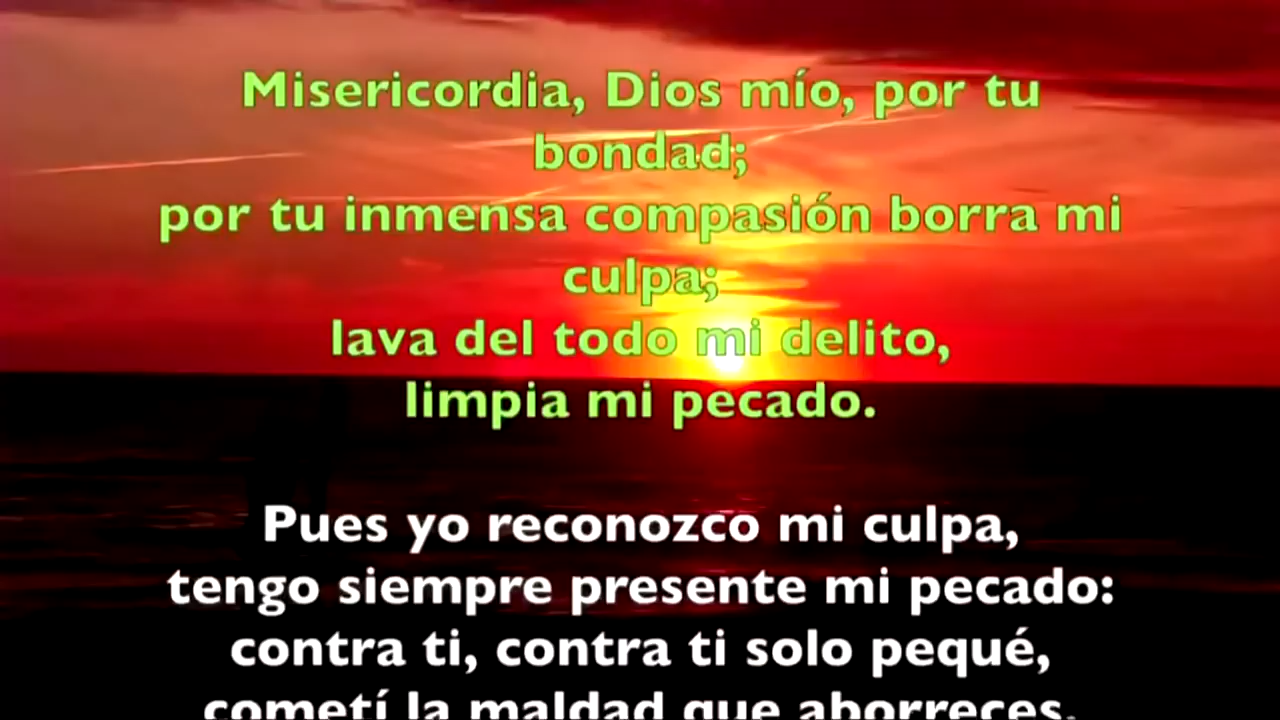 Misericordia, Dios mío, por tu
bondad;
por tu inmensa compasión borra mi
culpa;
lava del todo mi delito,
limpia mi pecado.
Pues yo reconozco mi culpa,
tengo siempre presente mi pecado:
contra ti, contra ti solo pequé,
cometí la maldad que aborreces.